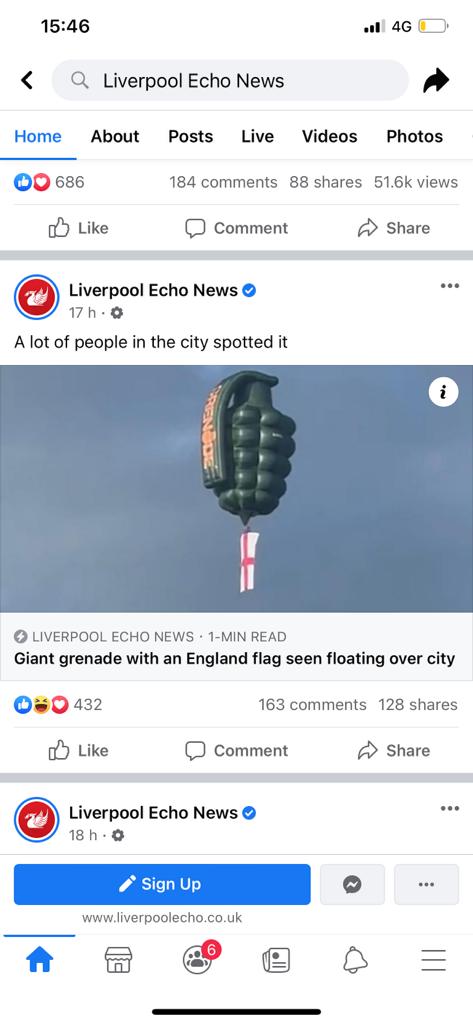 15:46
4G
Liverpool Echo News
Home About Posts Live Videos Photos
686 184 comments 88 shares 51.6k views
Like Comment Share
Liverpool Echo News
17 h ·
A lot of people in the city spotted it
GRENADE
LIVERPOOL ECHO NEWS · 1-MIN READ
Giant grenade with an England flag seen floating over city
432 163 comments 128 shares
Like Comment Share
Liverpool Echo News
18 h ·
Sign Up
www.liverpoolecho.co.uk
6